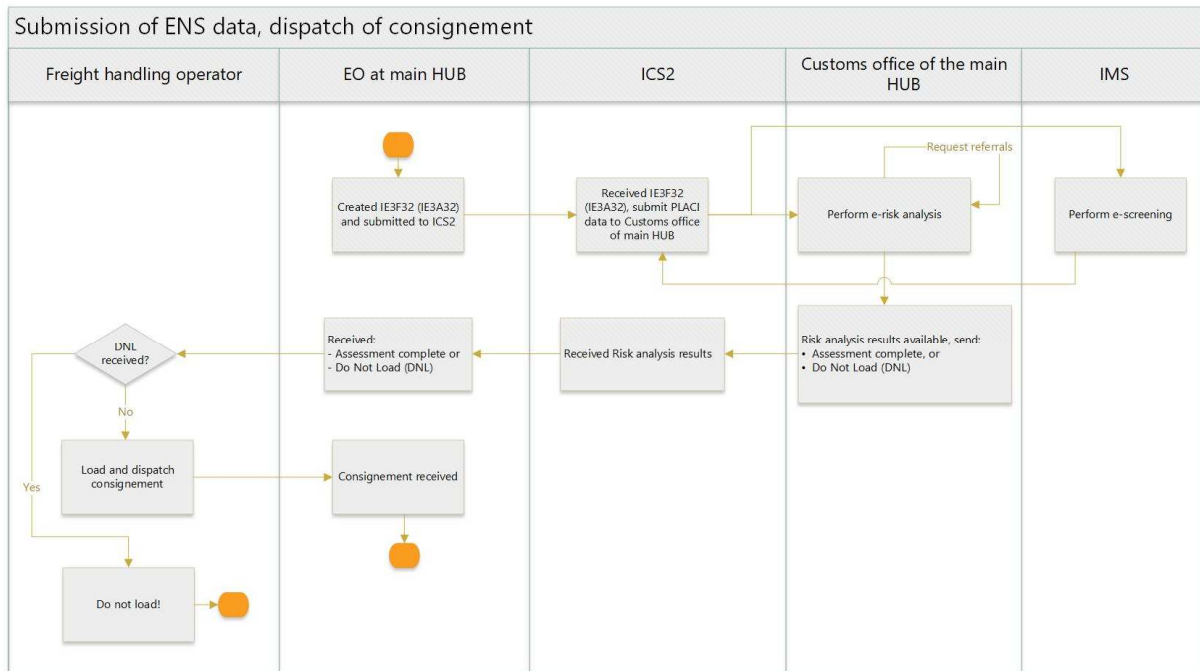 Submission of ENS data, dispatch of consignement
Freight handling operator
EO at main HUB
ICS2
Customs office of the main
HUB
IMS
Request referrals
Created IE3F32 (IE3A32)
and submitted to ICS2
Received IE3F32
(IE3A32), submit PLACI
data to Customs office
of main HUB
Perform e-risk analysis
Perform e-screening
DNL
received?
Received:
- Assessment complete or
- Do Not Load (DNL)
Received Risk analysis results
Risk analysis results available, send:
• Assessment complete, or
• Do Not Load (DNL)
No
Load and dispatch
consignement
Consignement received
Yes
Do not load!